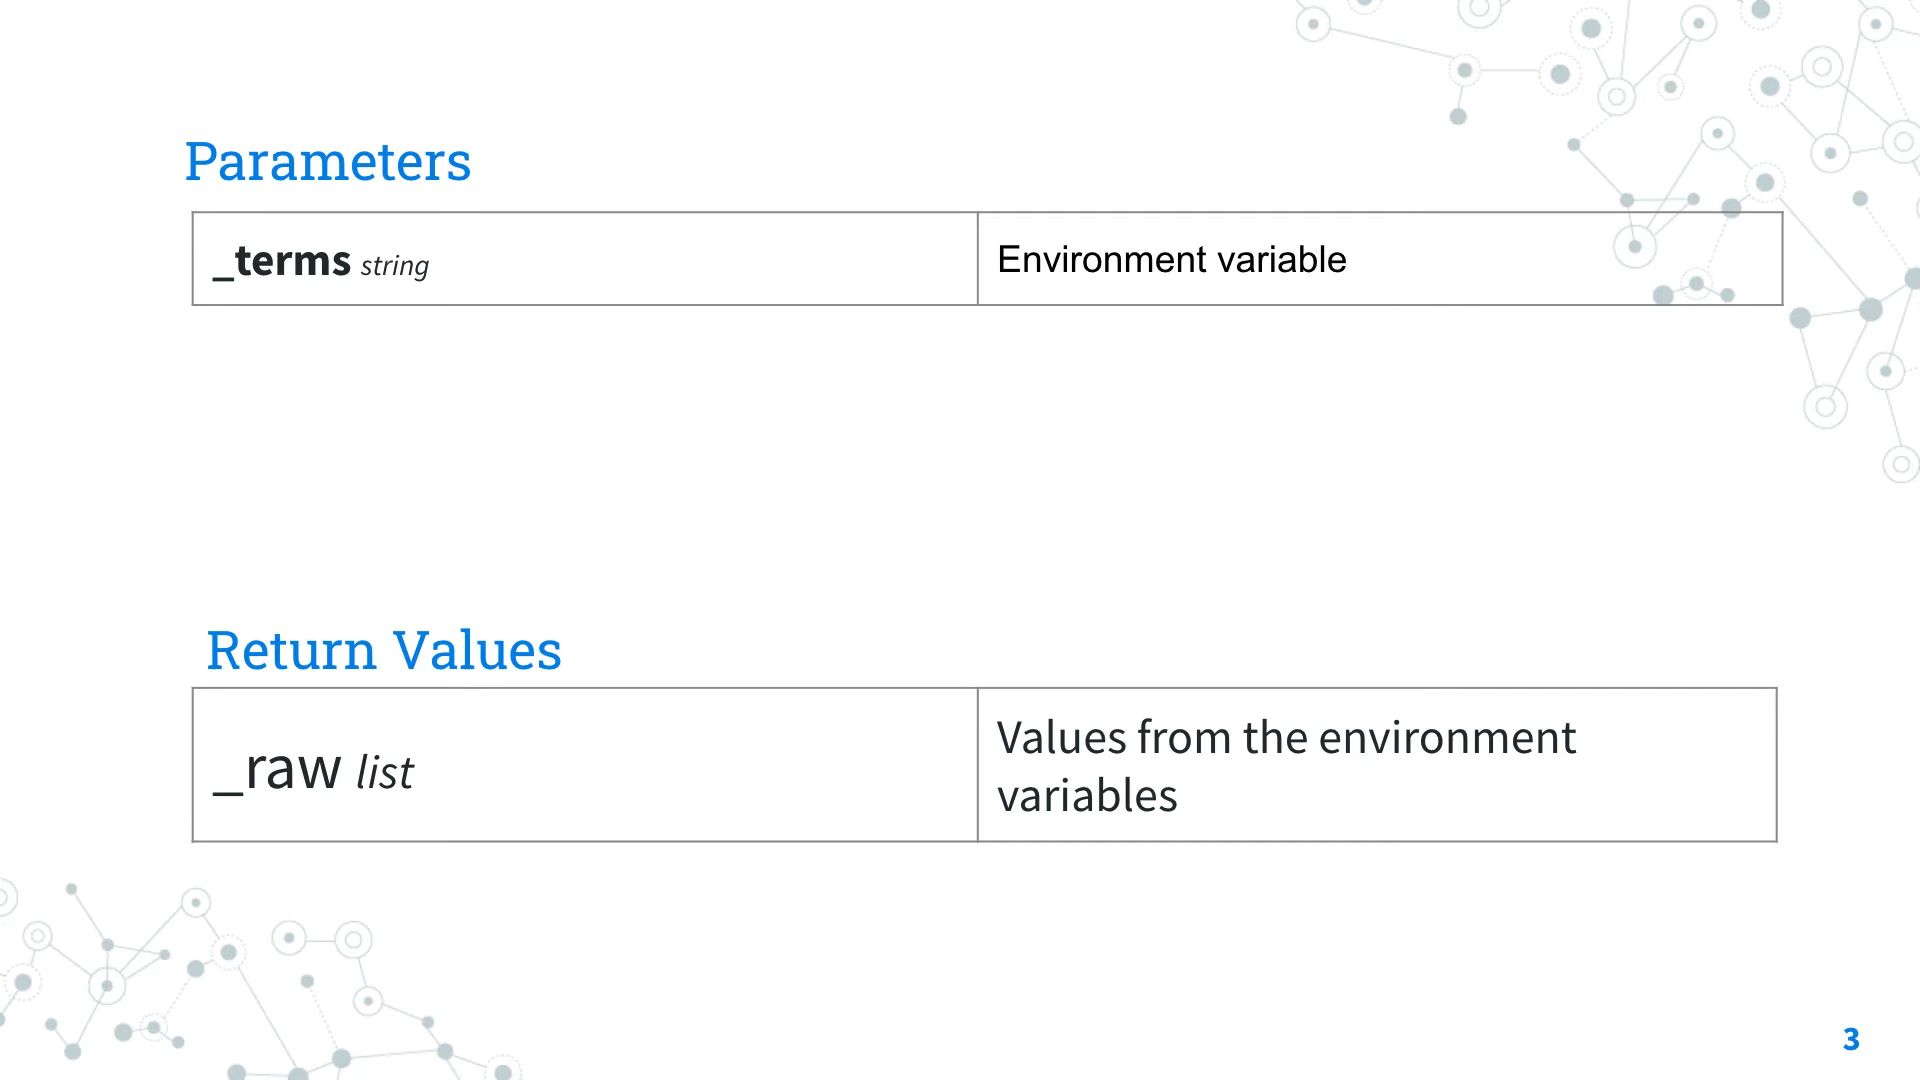 Parameters
_terms string
Environment variable
Return Values
_raw list
Values from the environment
variables
3